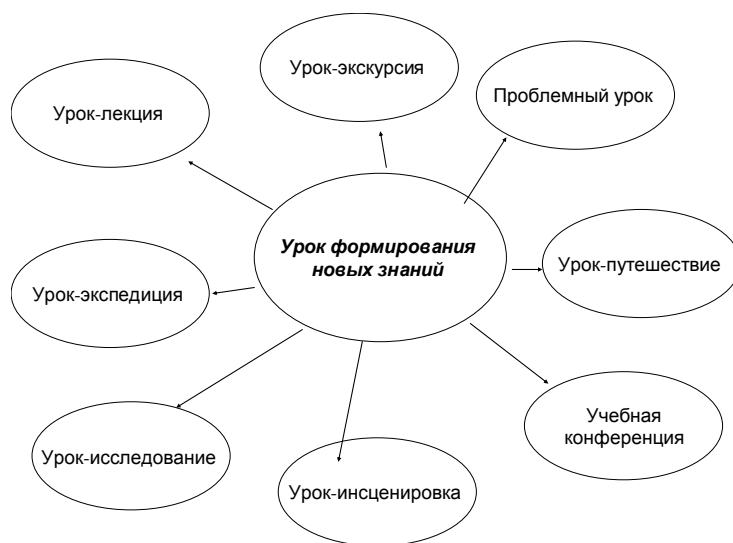 Урок-экскурсия
Проблемный урок
Урок-лекция
Урок формирования
новых знаний
Урок-путешествие
Урок-экспедиция
Учебная
конференция
Урок-исследование
Урок-инсценировка